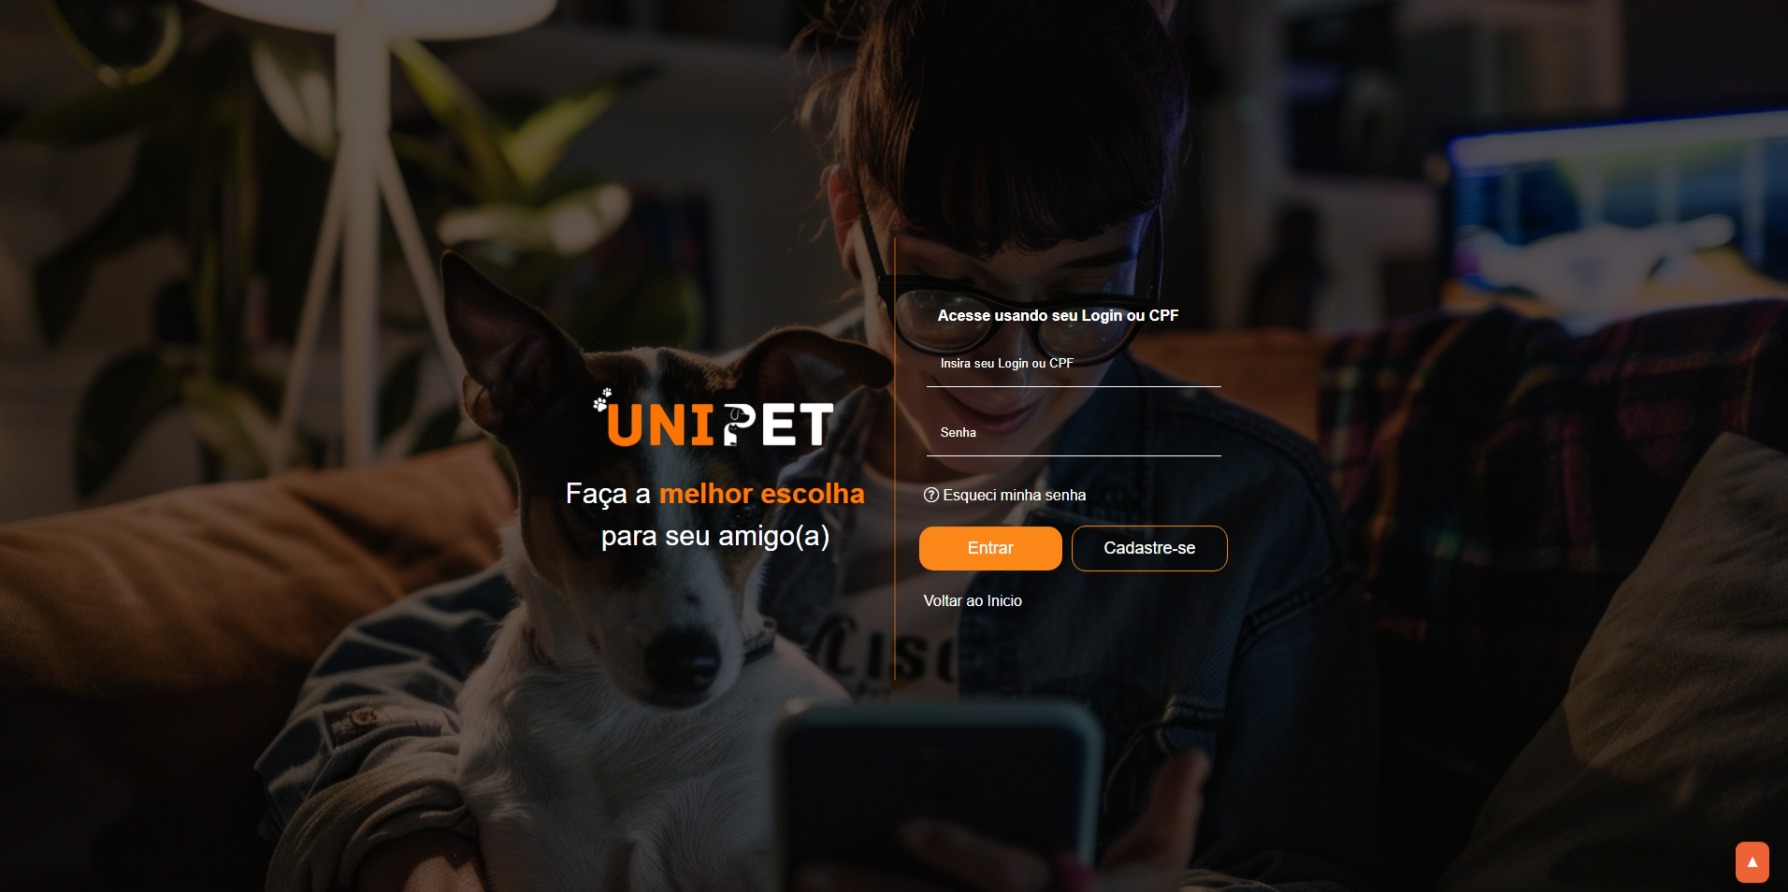 UNIPET
Faça a melhor escolha
para seu amigo(a)
Acesse usando seu Login ou CPF
Insira seu Login ou CPF
Senha
Esqueci minha senha
Entrar
Cadastre-se
Voltar ao Inicio